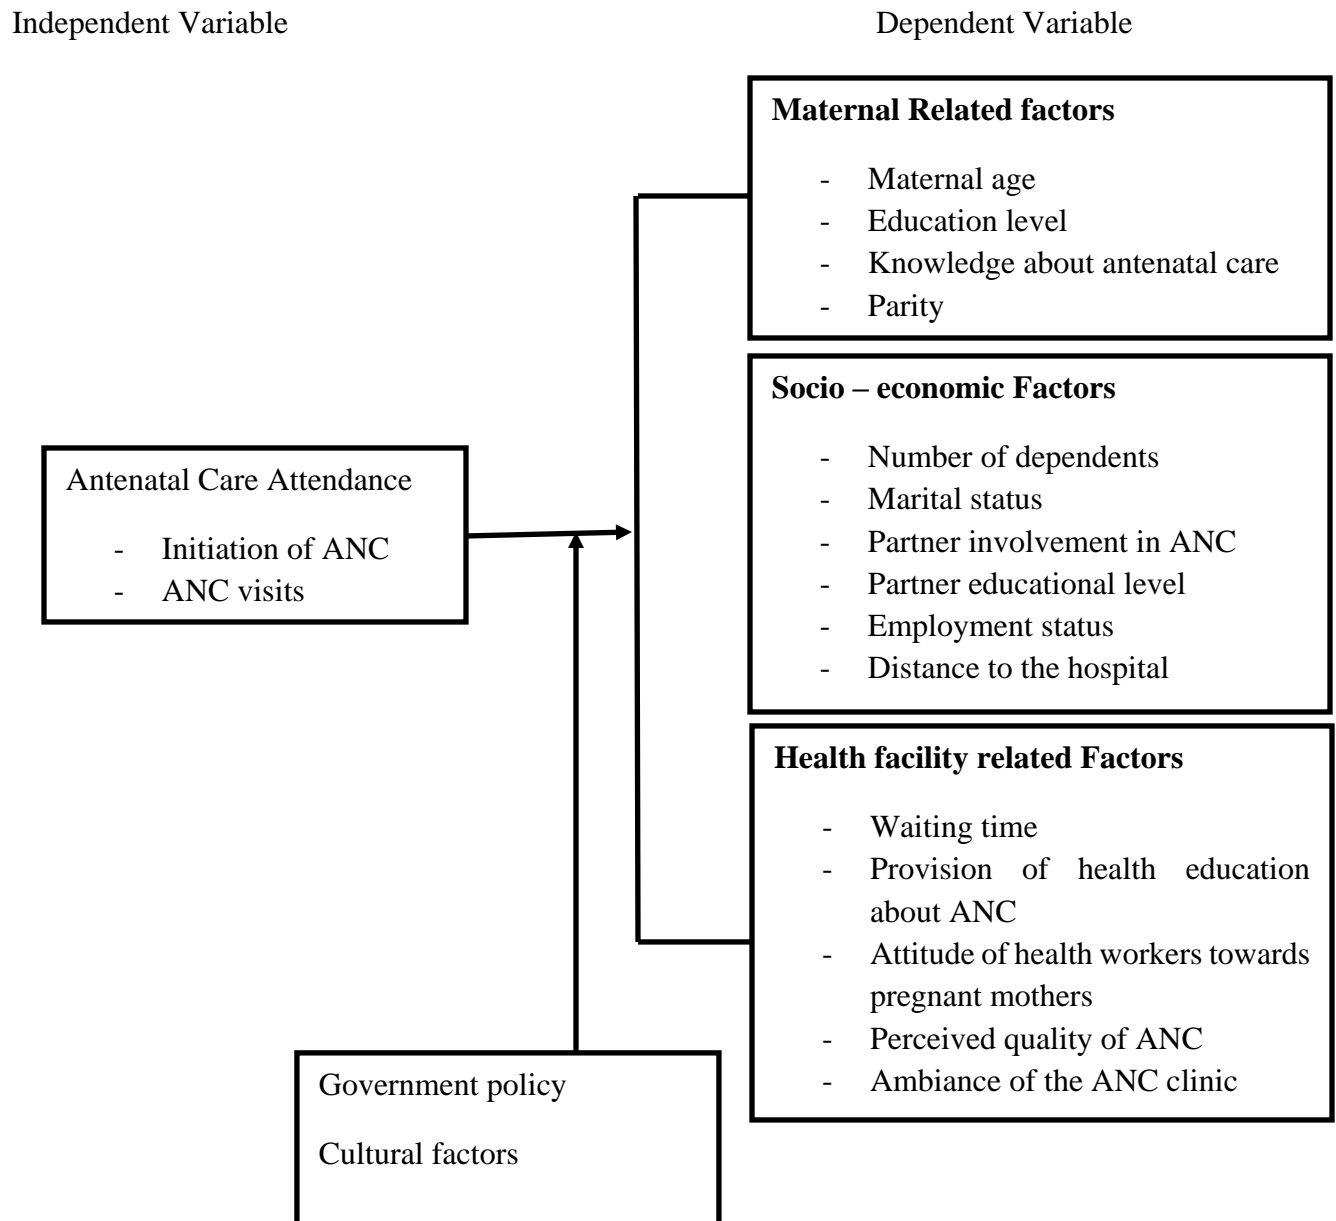 Independent Variable
Dependent Variable
Maternal Related factors
- Maternal age
- Education level
- Knowledge about antenatal care
- Parity
Socio – economic Factors
- Number of dependents
- Marital status
- Partner involvement in ANC
- Partner educational level
- Employment status
- Distance to the hospital
Antenatal Care Attendance
- Initiation of ANC
- ANC visits
Health facility related Factors
- Waiting time
- Provision of health education
about ANC
- Attitude of health workers towards
pregnant mothers
- Perceived quality of ANC
- Ambiance of the ANC clinic
Government policy
Cultural factors